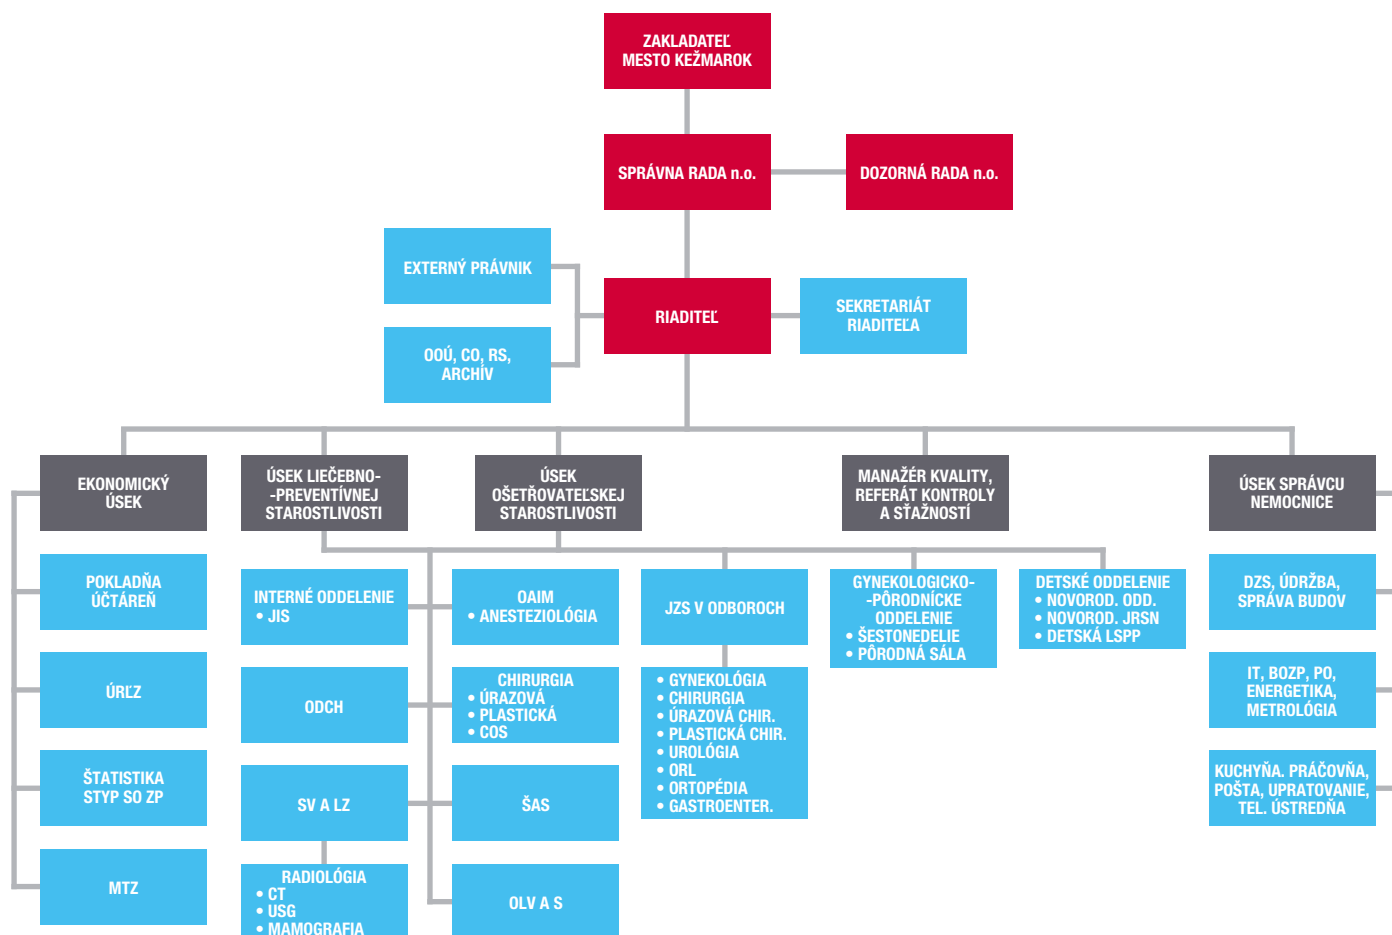 ZAKLADATEĽ
MESTO KEŽMAROK
SPRÁVNA RADA n.o.
DOZORNÁ RADA n.o.
EXTERNÝ PRÁVNIK
RIADITEĽ
SEKRETARIÁT
RIADITEĽA
OOÚ, CO, RS,
ARCHÍV
EKONOMICKÝ
ÚSEK
ÚSEK LIEČEBNO-
-PREVENTÍVNEJ
STAROSTLIVOSTI
ÚSEK
OŠETŘOVATEĽSKEJ
STAROSTLIVOSTI
MANAŽÉR KVALITY,
REFERÁT KONTROLY
A SŤAŽNOSTÍ
ÚSEK SPRÁVCU
NEMOCNICE
POKLADŇA
ÚČTÁREŇ
ÚRĽZ
ŠTATISTIKA
STYP SO ZP
MTZ
INTERNÉ ODDELENIE
• JIS
ODCH
SV A LZ
RADIOLÓGIA
• CT
• USG
• MAMOGRAFIA
OAIM
• ANESTEZIOLÓGIA
CHIRURGIA
• ÚRAZOVÁ
• PLASTICKÁ
• COS
ŠAS
OLV A S
JZS V ODBOROCH
• GYNEKOLÓGIA
• CHIRURGIA
• ÚRAZOVÁ CHIR.
• PLASTICKÁ CHIR.
• UROLÓGIA
• ORL
• ORTOPÉDIA
• GASTROENTER.
GYNEKOLOGICKO-
-PÔRODNÍCKE
ODDELENIE
• ŠESTONEDELIE
• PÔRODNÁ SÁLA
DETSKÉ ODDELENIE
• NOVOROD. ODD.
• NOVOROD. JRSN
• DETSKÁ LSPP
DZS, ÚDRŽBA,
SPRÁVA BUDOV
IT, BOZP, PO,
ENERGETIKA,
METROLÓGIA
KUCHYŇA. PRÁČOVŇA,
POŠTA, UPRATOVANIE,
TEL. ÚSTREDŇA